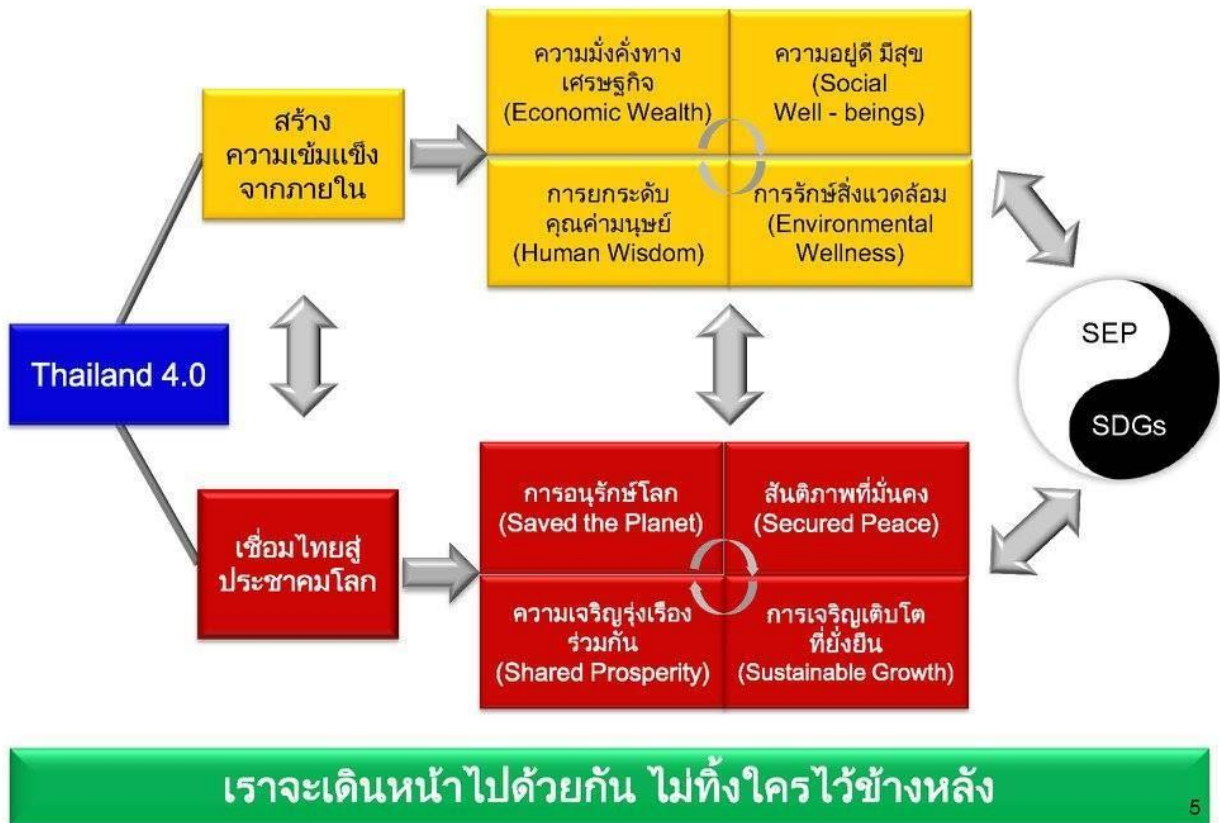 ความมั่งคั่งทาง
เศรษฐกิจ
(Economic Wealth)
ความอยู่ดี มีสุข
(Social
Well - beings)
สร้าง
ความเข้มแข็ง
จากภายใน
การยกระดับ
คุณค่ามนุษย์
(Human Wisdom)
การรักษ์สิ่งแวดล้อม
(Environmental
Wellness)
Thailand 4.0
SEP
SDGs
เชื่อมไทยสู่
ประชาคมโลก
การอนุรักษ์โลก
(Saved the Planet)
สันติภาพที่มั่นคง
(Secured Peace)
ความเจริญรุ่งเรือง
ร่วมกัน
(Shared Prosperity)
การเจริญเติบโต
ที่ยั่งยืน
(Sustainable Growth)
เราจะเดินหน้าไปด้วยกัน ไม่ทิ้งใครไว้ข้างหลัง
5